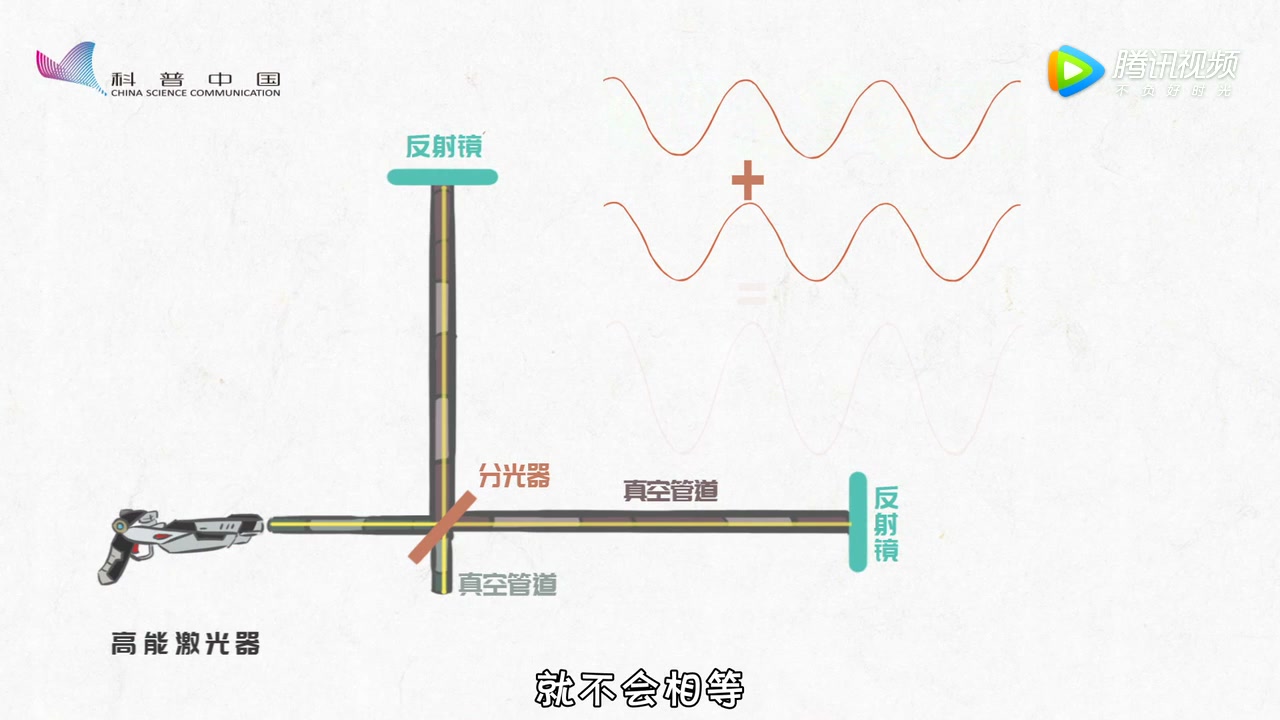 科普中国
CHINA SCIENCE COMMUNICATION
腾讯视频
不负好时光
反射镜
分光器
真空管道
反射镜
真空管道
高能激光器
就不会相等